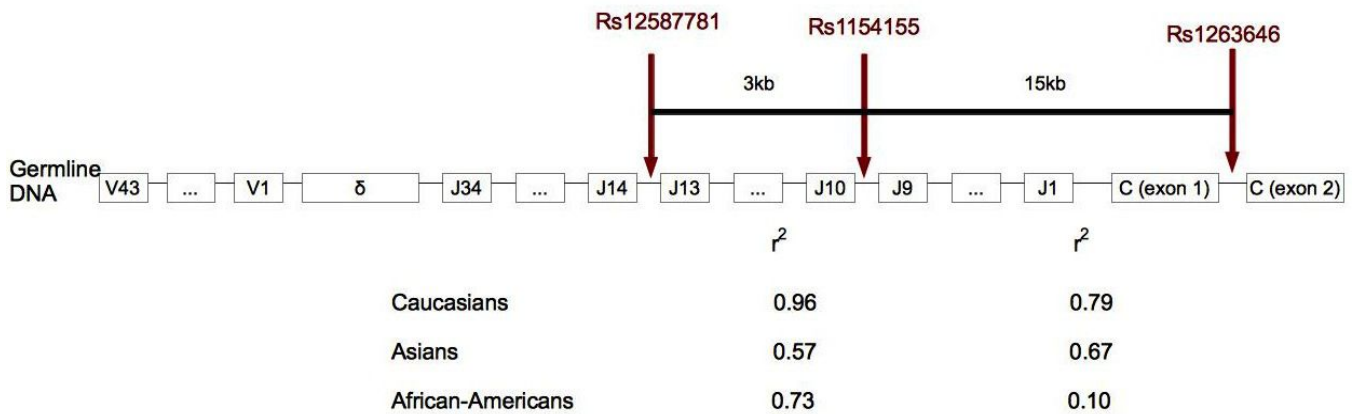 Rs12587781 Rs1154155 Rs1263646
3kb 15kb
Germline DNA
V43 ... V1 δ J34 ... J14 J13 ... J10 J9 ... J1 C (exon 1) C (exon 2)
r² r²
Caucasians 0.96 0.79
Asians 0.57 0.67
African-Americans 0.73 0.10